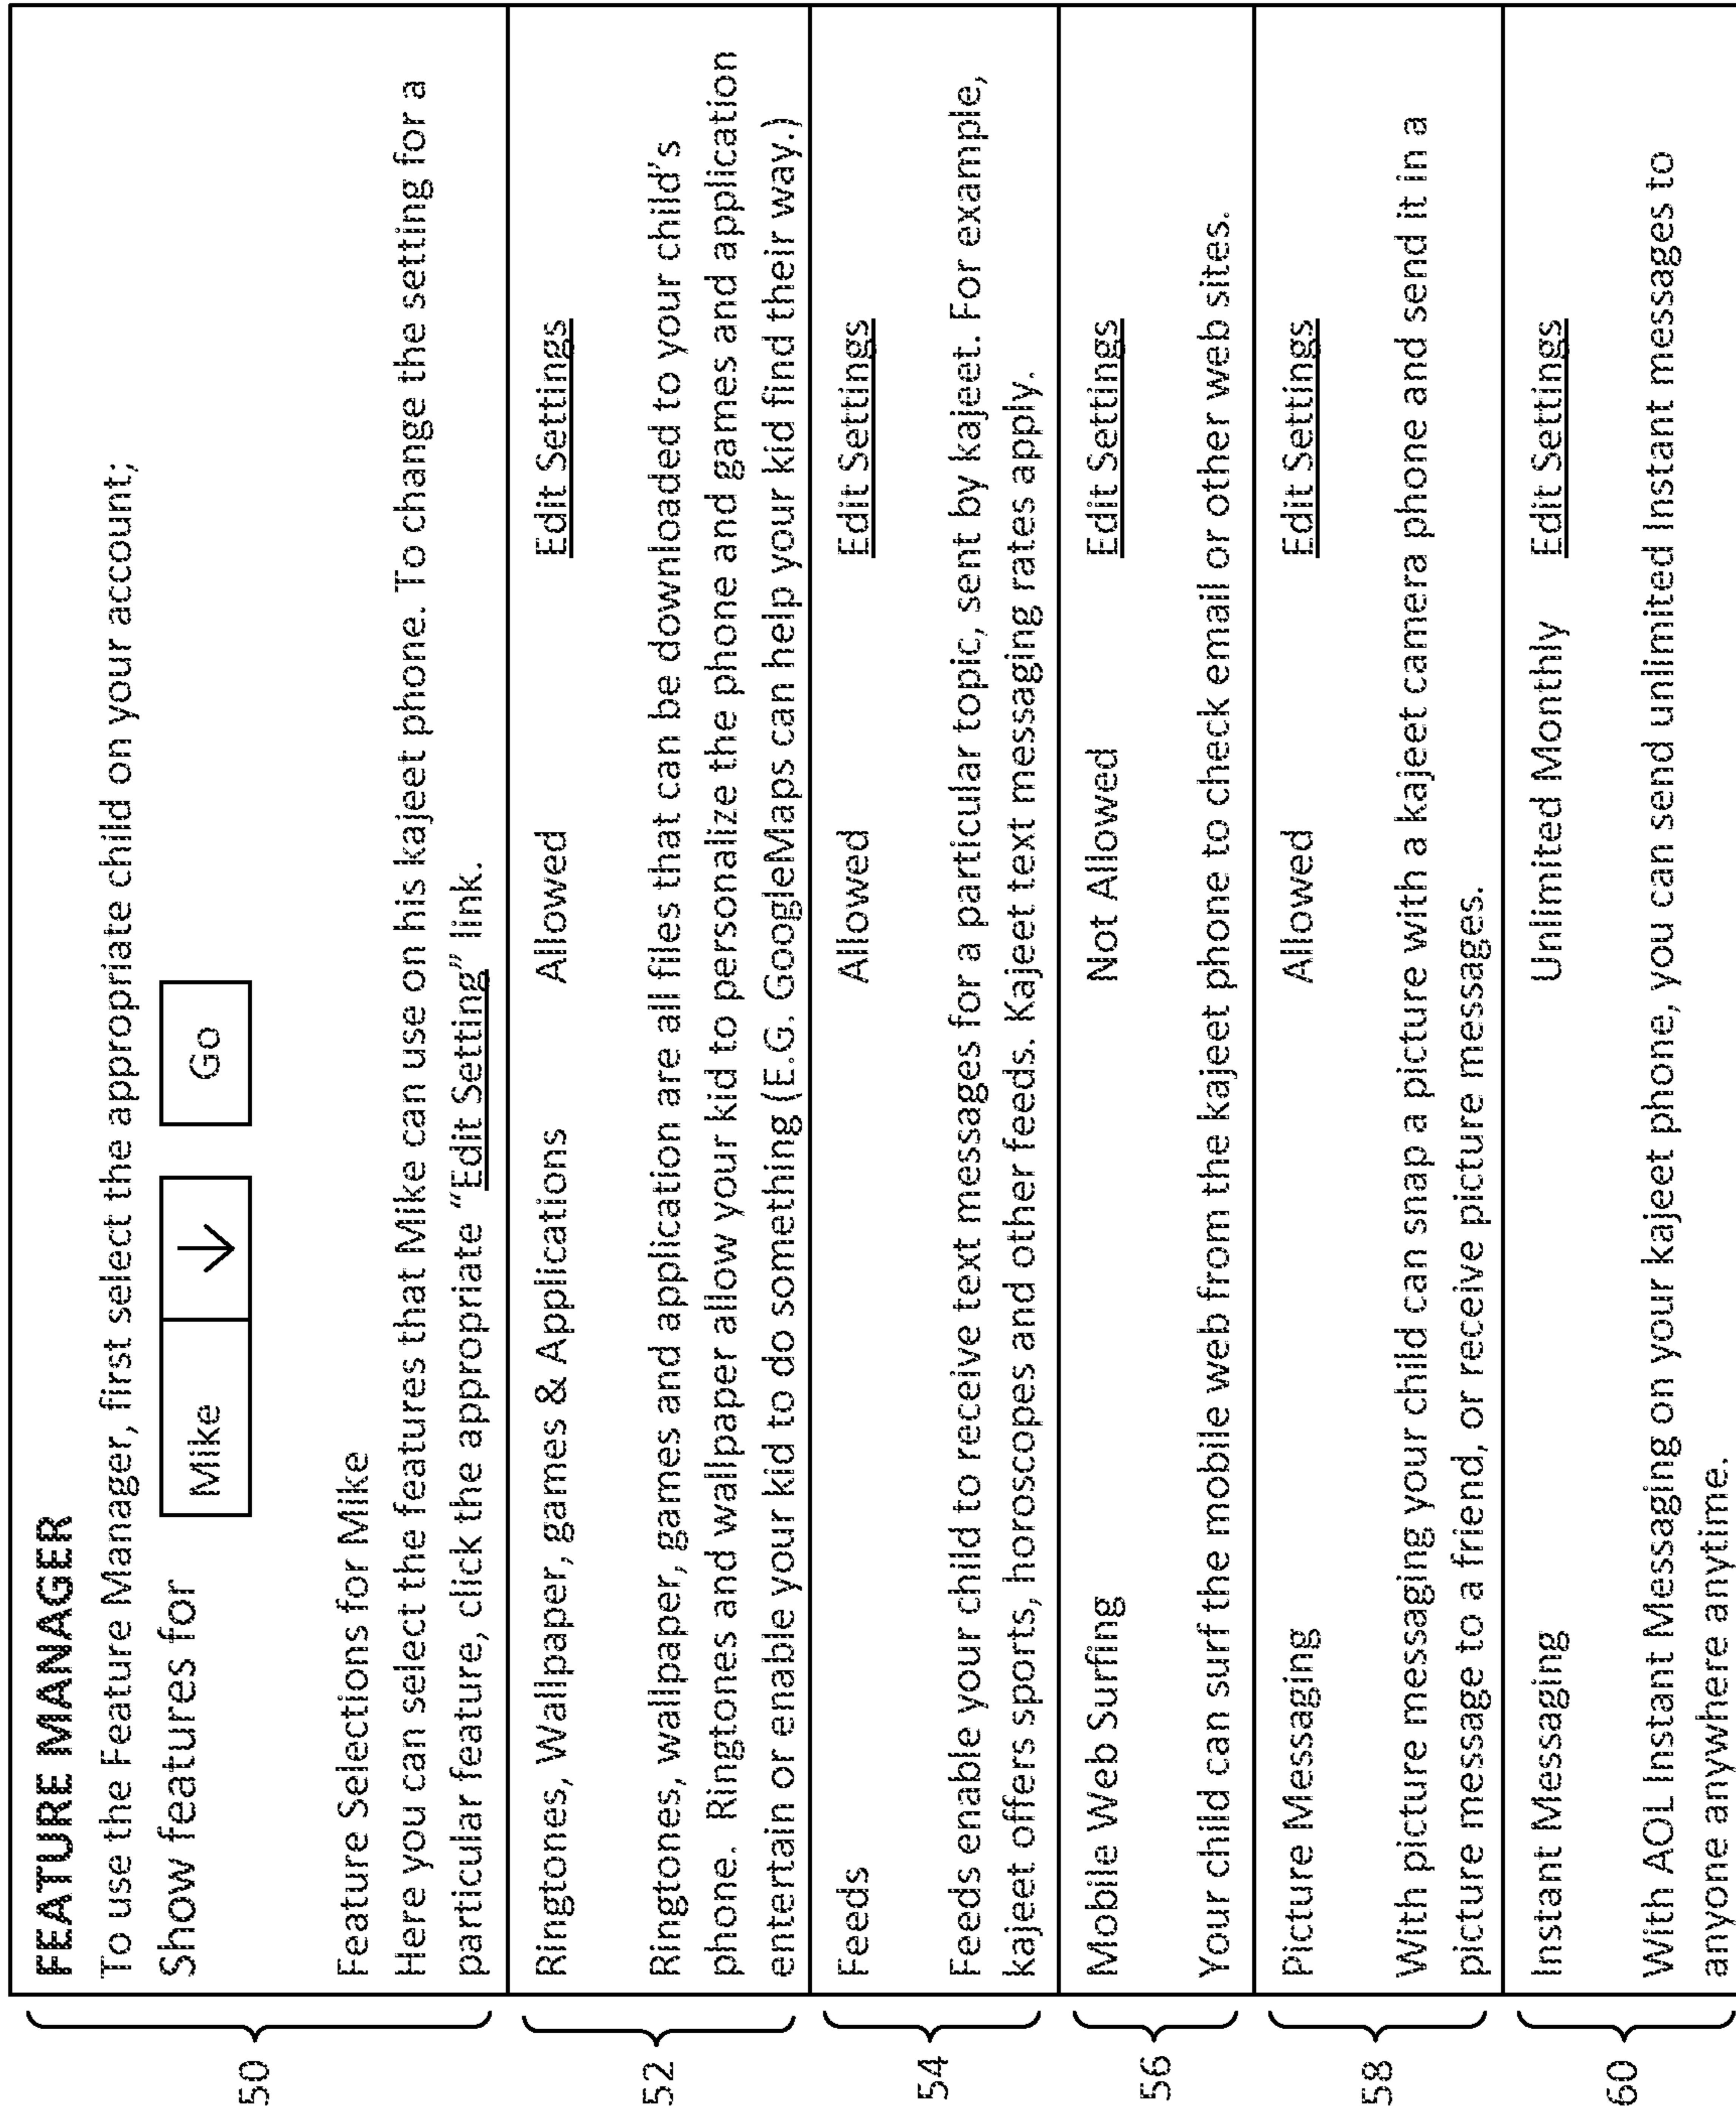 FEATURE MANAGER
To use the Feature Manager, first select the appropriate child on your account;
Show features for Mike ↓ Go
Feature Selections for Mike
Here you can select the features that Mike can use on his kajeet phone. To change the setting for a
particular feature, click the appropriate “Edit Setting” link.
50
Ringtones, Wallpaper, games & Applications Allowed Edit Settings
Ringtones, wallpaper, games and application are all files that can be downloaded to your child's
phone. Ringtones and wallpaper allow your kid to personalize the phone and games and application
entertain or enable your kid to do something (E.G. GoogleMaps can help your kid find their way.)
52
Feeds Allowed Edit Settings
Feeds enable your child to receive text messages for a particular topic, sent by kajeet. For example,
kajeet offers sports, horoscopes and other feeds. Kajeet text messaging rates apply.
54
Mobile Web Surfing Not Allowed Edit Settings
Your child can surf the mobile web from the kajeet phone to check email or other web sites.
56
Picture Messaging Allowed Edit Settings
With picture messaging your child can snap a picture with a kajeet camera phone and send it in a
picture message to a friend, or receive picture messages.
58
Instant Messaging Unlimited Monthly Edit Settings
With AOL Instant Messaging on your kajeet phone, you can send unlimited Instant messages to
anyone anywhere anytime.
60